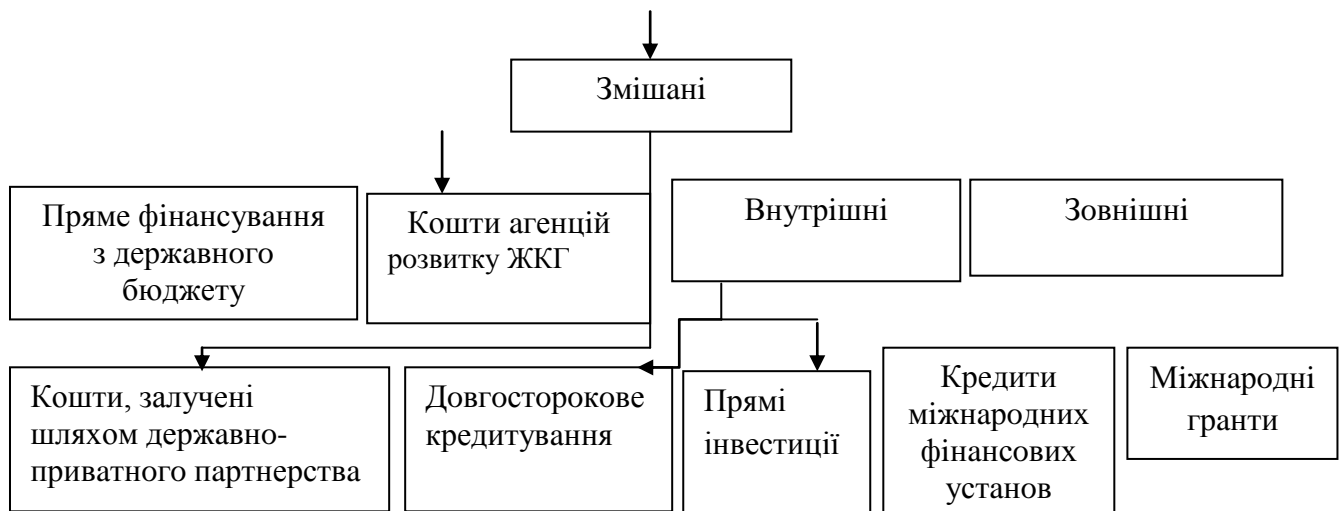 Змішані
Пряме фінансування
з державного
бюджету
Кошти агенцій
розвитку ЖКГ
Внутрішні
Зовнішні
Кошти, залучені
шляхом державно-
приватного партнерства
Довгосторокове
кредитування
Прямі
інвестиції
Кредити
міжнародних
фінансових
установ
Міжнародні
гранти